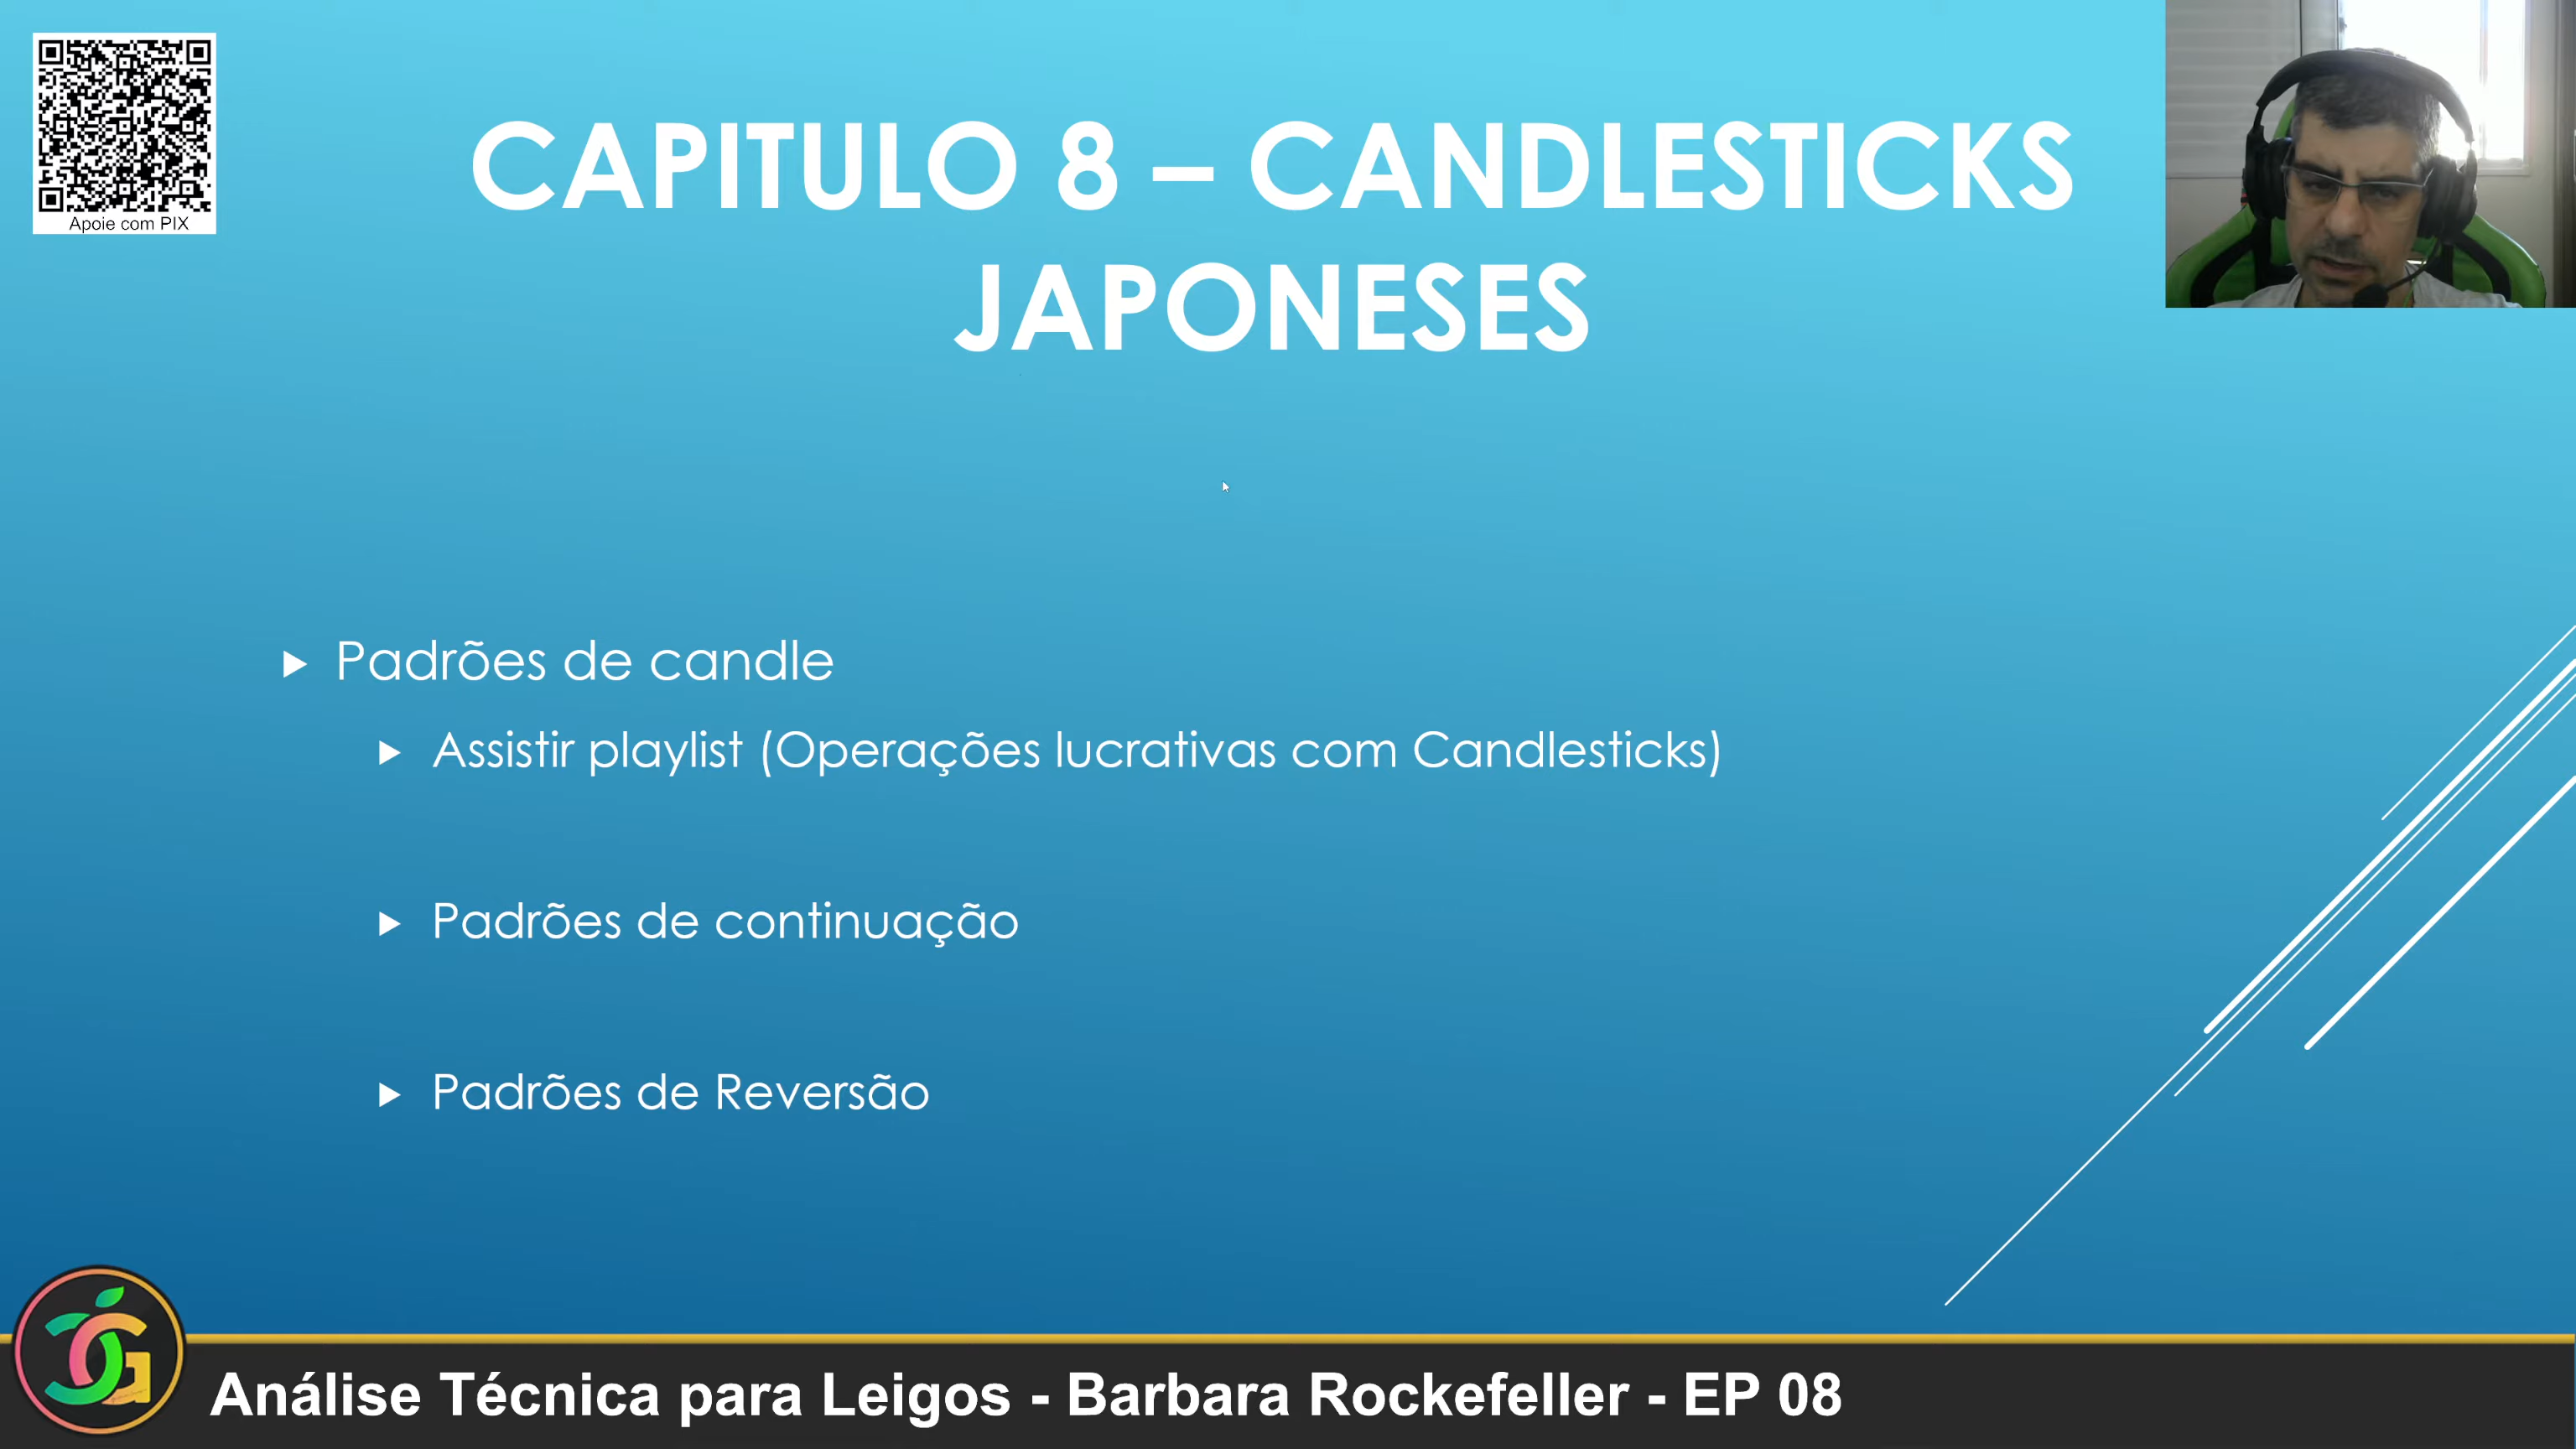 Apoie com PIX
CAPITULO 8 – CANDLESTICKS
JAPONESES
Padrões de candle
Assistir playlist (Operações lucrativas com Candlesticks)
Padrões de continuação
Padrões de Reversão
Análise Técnica para Leigos - Barbara Rockefeller - EP 08